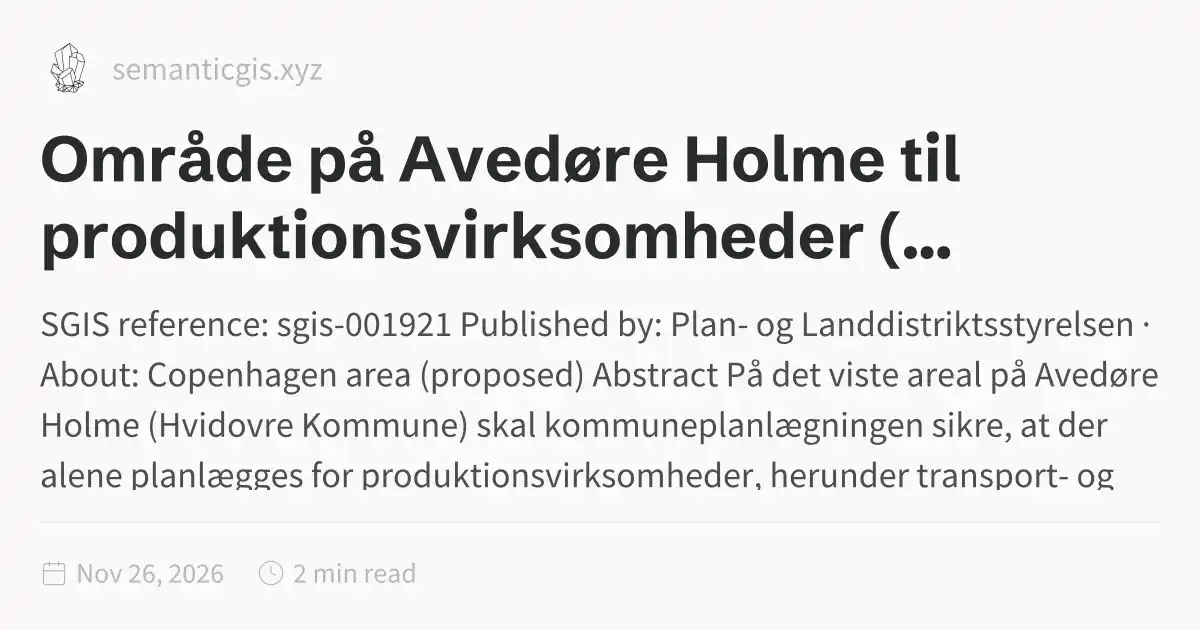 semanticgis.xyz
Område på Avedøre Holme til
produktionsvirksomheder (...
SGIS reference: sgis-001921 Published by: Plan- og Landdistriktsstyrelsen ·
About: Copenhagen area (proposed) Abstract På det viste areal på Avedøre
Holme (Hvidovre Kommune) skal kommuneplanlægningen sikre, at der
alene planlægges for produktionsvirksomheder, herunder transport- og
Nov 26, 2026 2 min read